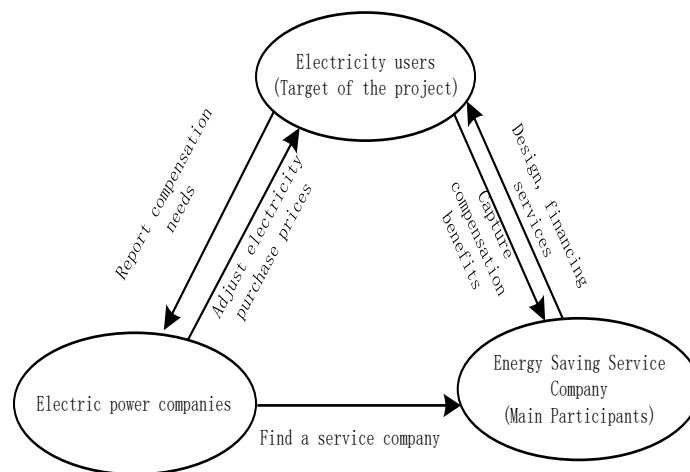 Electricity users
(Target of the project)
Report compensation
needs
Adjust electricity
purchase prices
Capture
compensation
benefits
Design, financing
services
Electric power companies
Find a service company
Energy Saving Service
Company
(Main Participants)